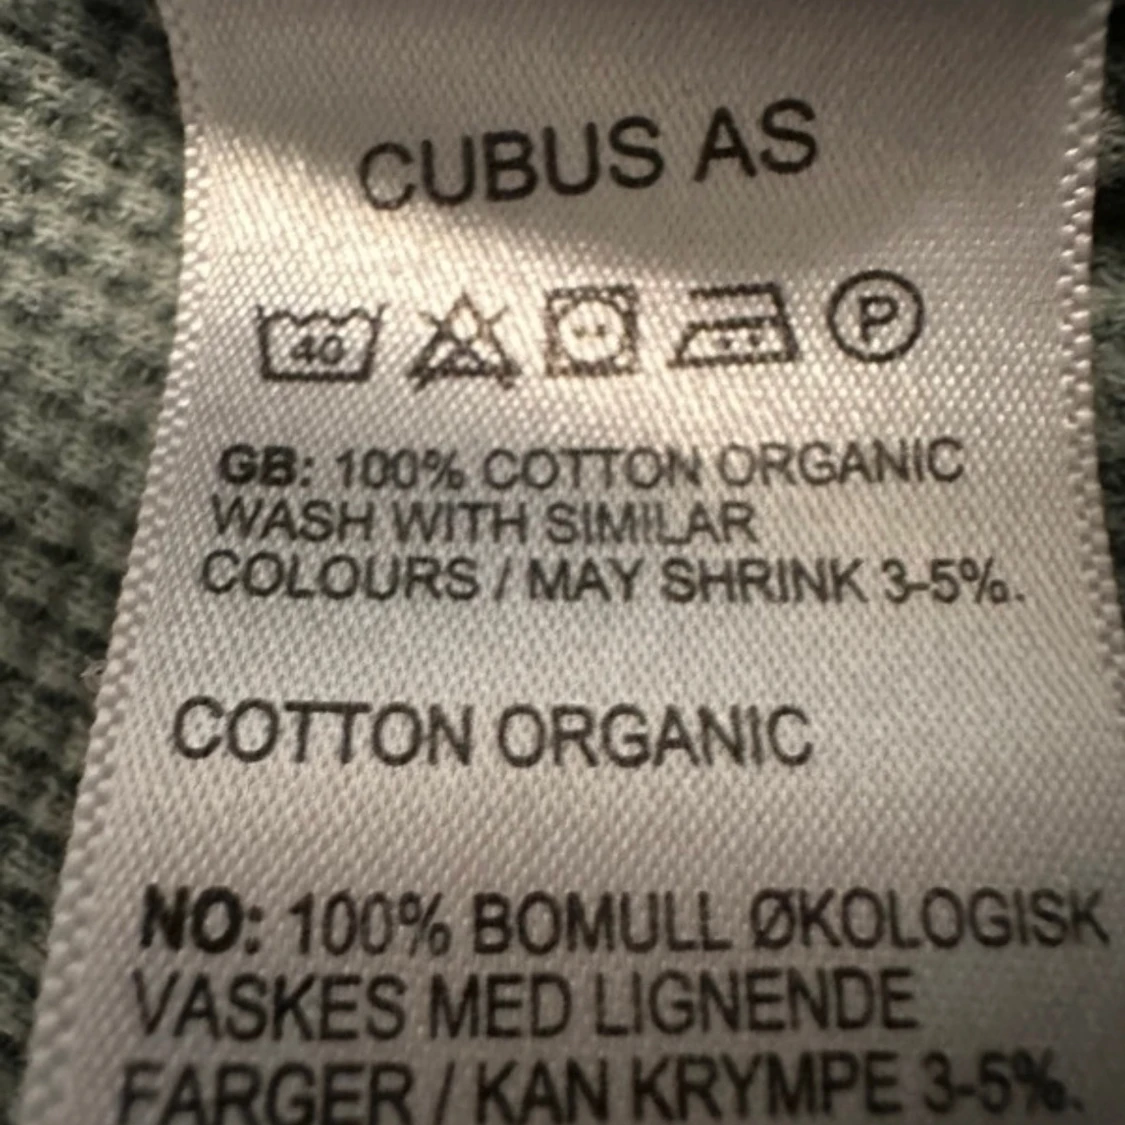 CUBUS AS
40 P
GB: 100% COTTON ORGANIC
WASH WITH SIMILAR
COLOURS / MAY SHRINK 3-5%.
COTTON ORGANIC
NO: 100% BOMULL ØKOLOGISK
VASKES MED LIGNENDE
FARGER / KAN KRYMPE 3-5%.